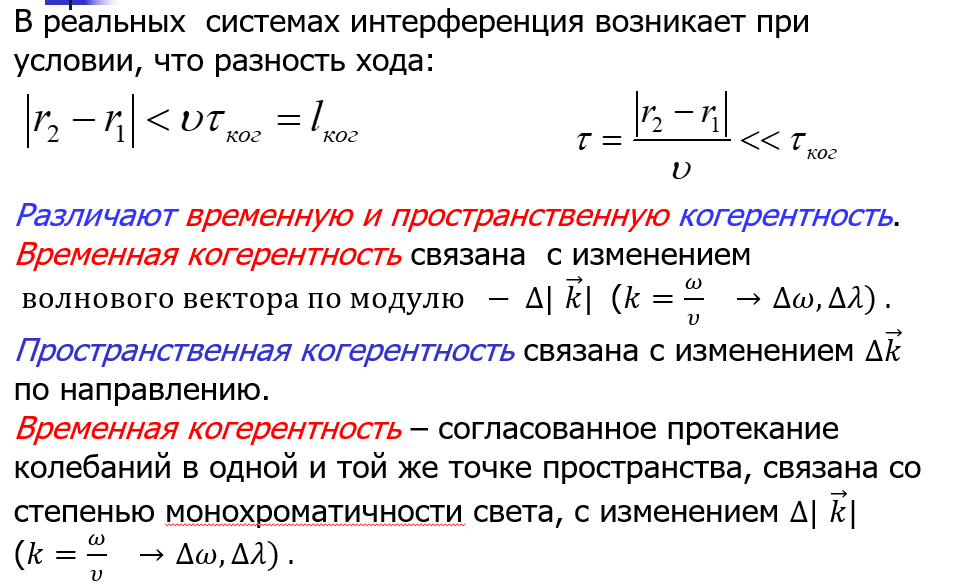 В реальных системах интерференция возникает при
условии, что разность хода:
|r₂ − r₁| < υτ_ког = l_ког
τ = |r₂ − r₁| / υ << τ_ког
Различают временную и пространственную когерентность.
Временная когерентность связана с изменением
волнового вектора по модулю − Δ| k⃗| (k = ω/υ → Δω, Δλ) .
Пространственная когерентность связана с изменением Δk⃗
по направлению.
Временная когерентность – согласованное протекание
колебаний в одной и той же точке пространства, связана со
степенью монохроматичности света, с изменением Δ| k⃗|
(k = ω/υ → Δω, Δλ) .